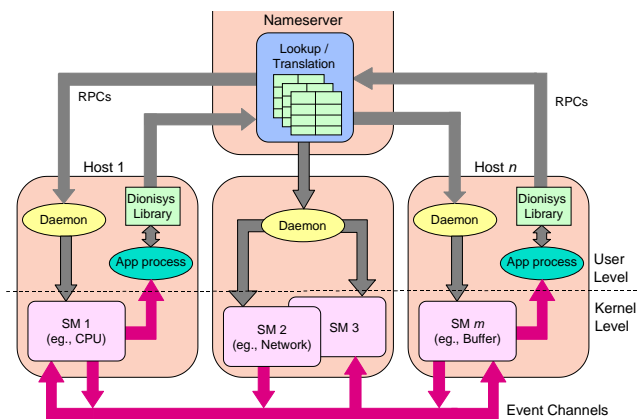 Nameserver
Lookup /
Translation
RPCs
RPCs
Host 1
Host n
Dionisys
Library
Daemon
Daemon
Daemon
Dionisys
Library
App process
App process
User
Level
Kernel
Level
SM 1
(eg., CPU)
SM 2
(eg., Network)
SM 3
SM m
(eg., Buffer)
Event Channels